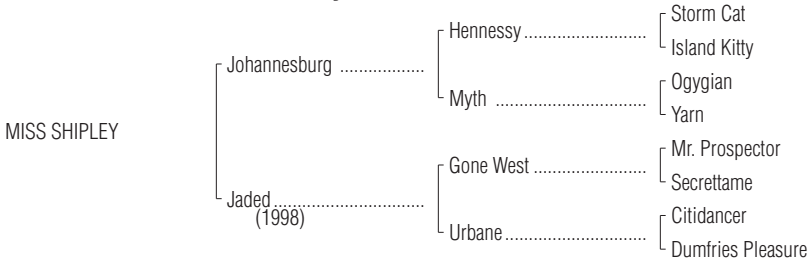 Storm Cat
Hennessy ........................
Island Kitty
Johannesburg ..................
Ogygian
Myth ..............................
Yarn
MISS SHIPLEY
Mr. Prospector
Gone West ......................
Secrettame
Jaded ..............................
(1998)
Citidancer
Urbane ............................
Dumfries Pleasure